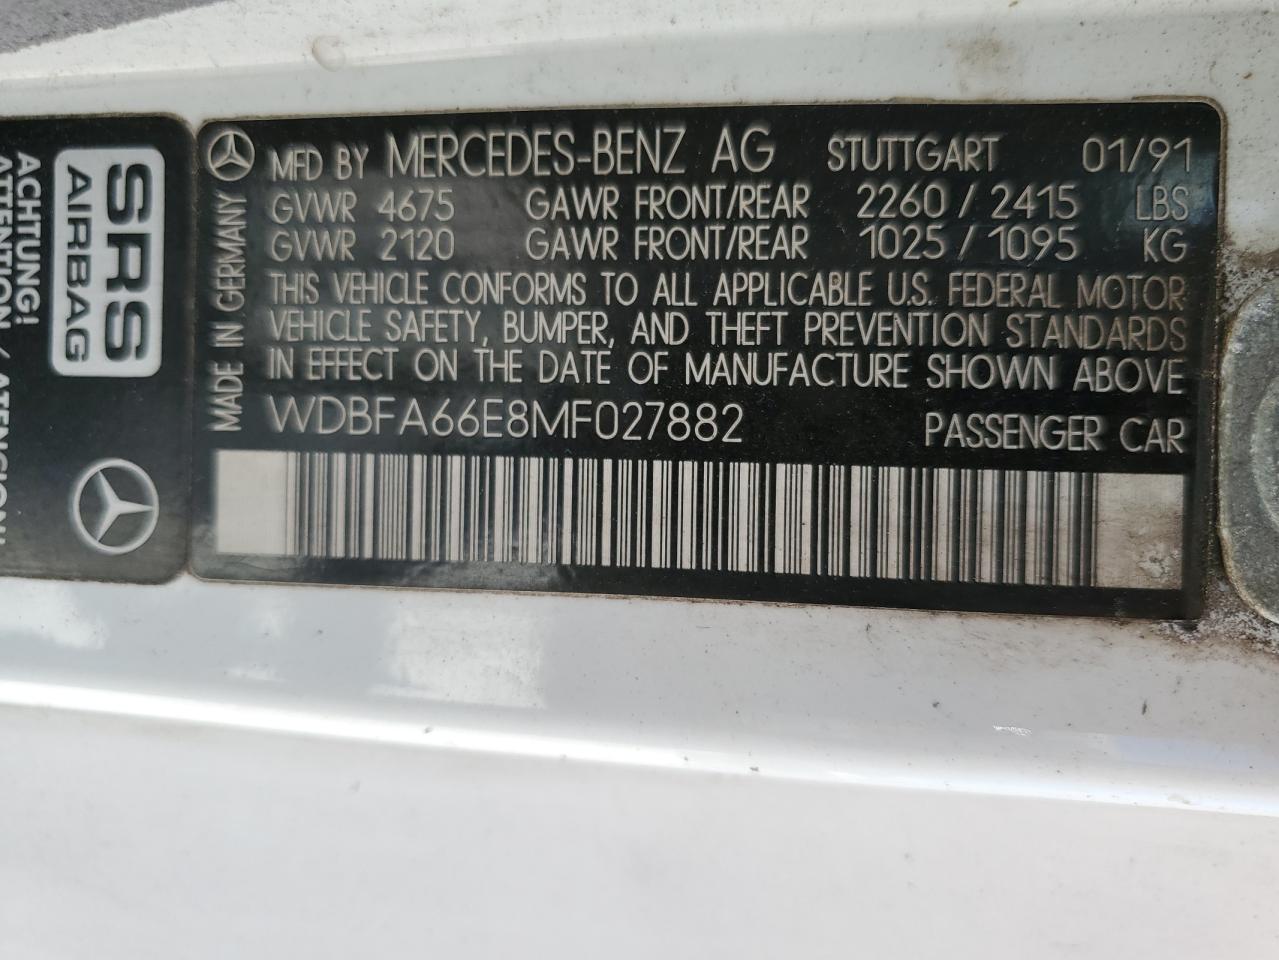 MFD BY MERCEDES-BENZ AG STUTTGART 01/91
GVWR 4675 GAWR FRONT/REAR 2260 / 2415 LBS
GVWR 2120 GAWR FRONT/REAR 1025 / 1095 KG
THIS VEHICLE CONFORMS TO ALL APPLICABLE U.S. FEDERAL MOTOR
VEHICLE SAFETY, BUMPER, AND THEFT PREVENTION STANDARDS
IN EFFECT ON THE DATE OF MANUFACTURE SHOWN ABOVE
WDBFA66E8MF027882 PASSENGER CAR
MADE IN GERMANY
SRS
AIRBAG
ACHTUNG!
ATTENTION / ATENCION!